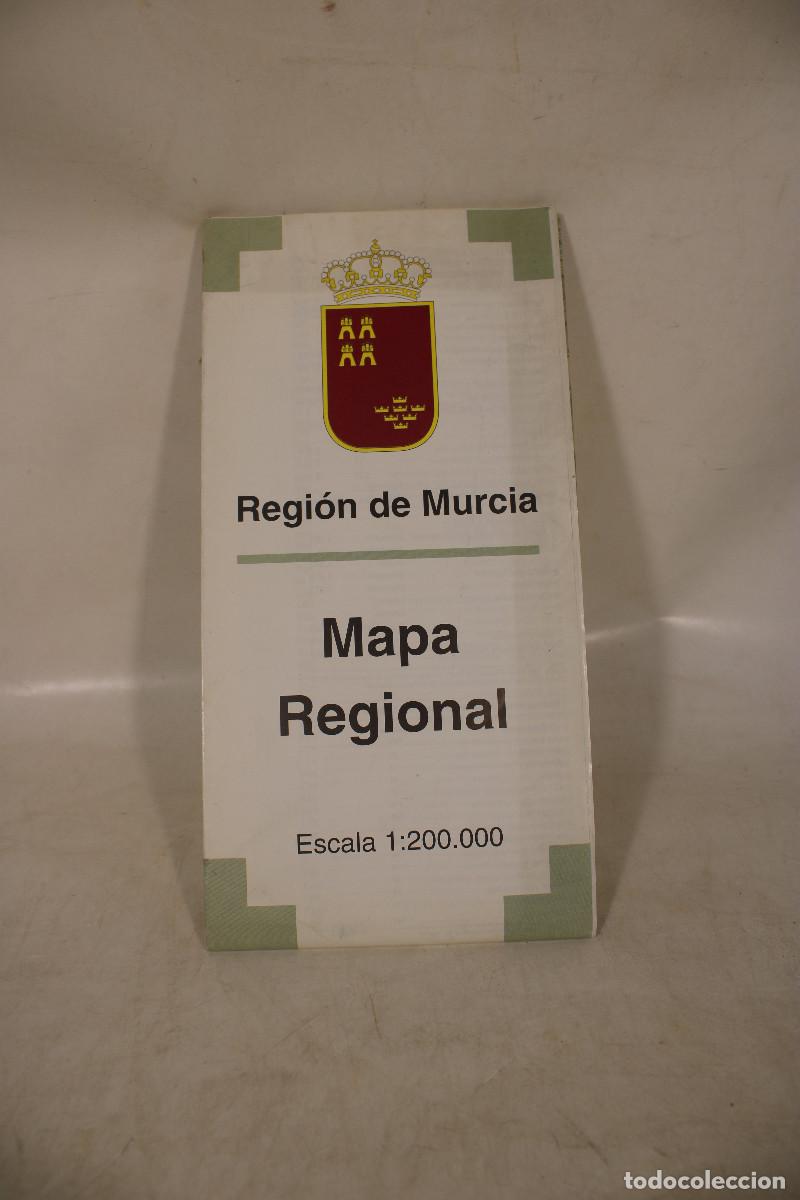 Región de Murcia
Mapa
Regional
Escala 1:200.000
todocoleccion